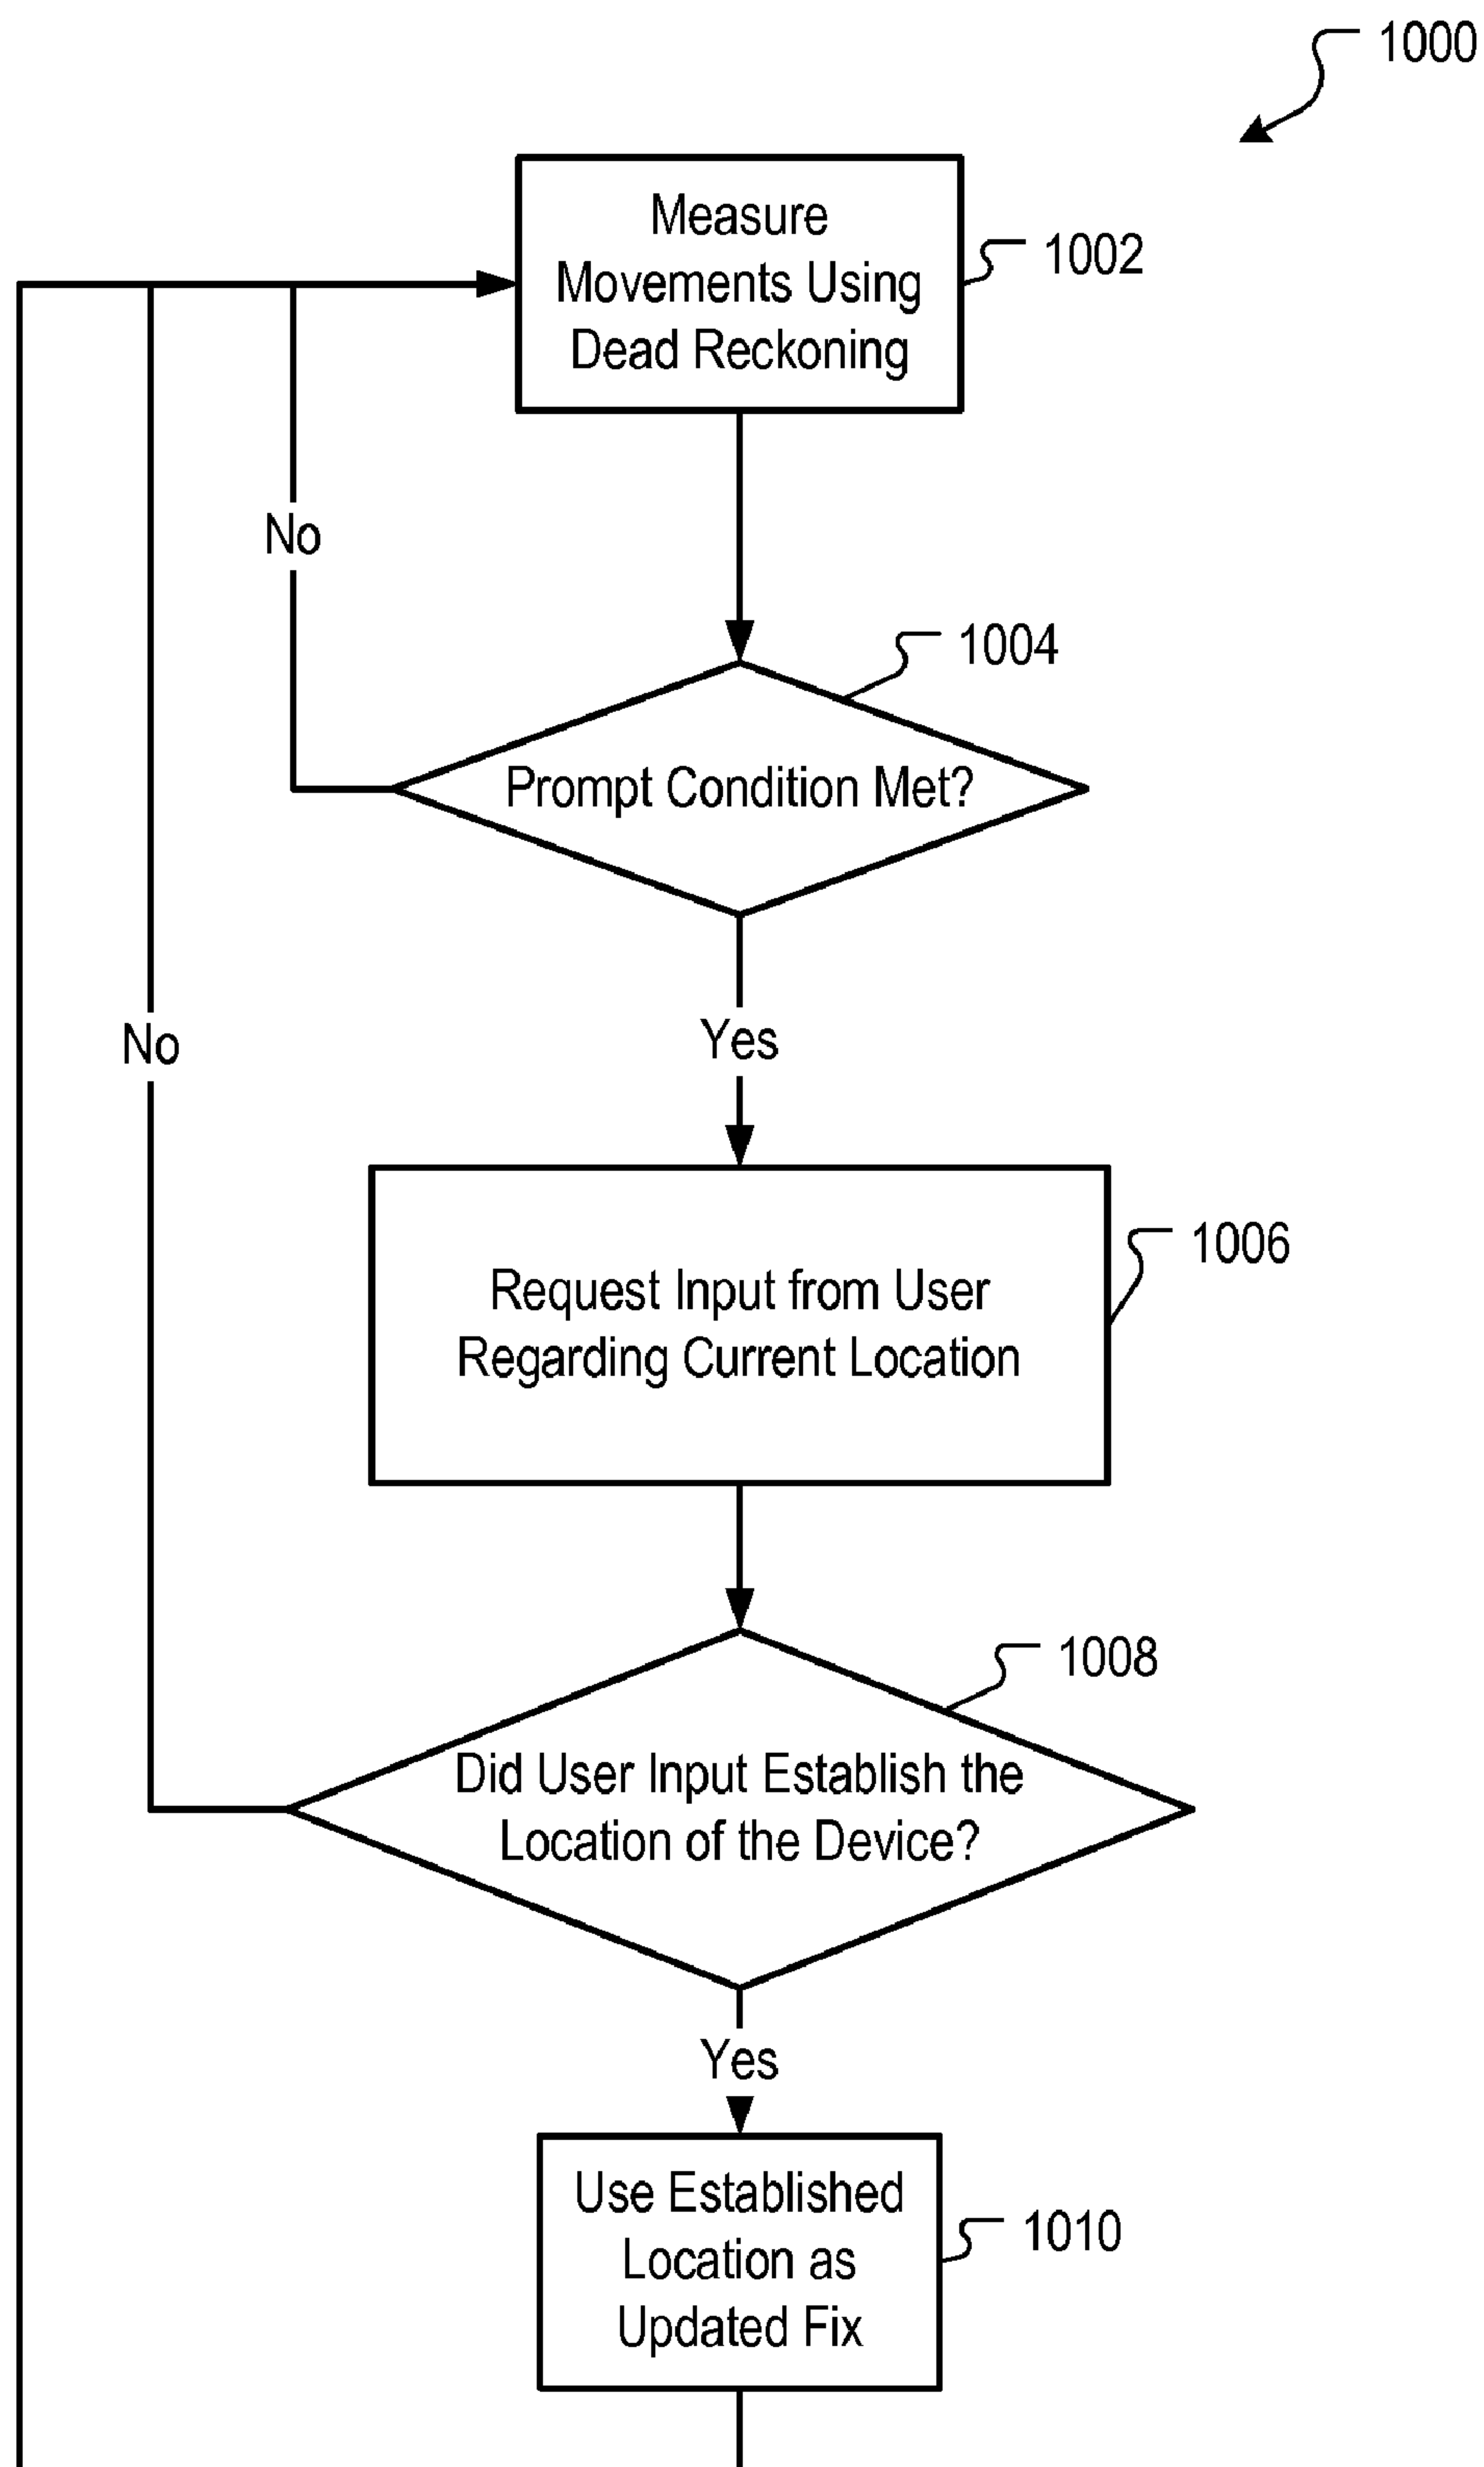 1000
Measure
Movements Using
Dead Reckoning
1002
No
1004
Prompt Condition Met?
Yes
No
1006
Request Input from User
Regarding Current Location
1008
Did User Input Establish the
Location of the Device?
Yes
Use Established
Location as
Updated Fix
1010